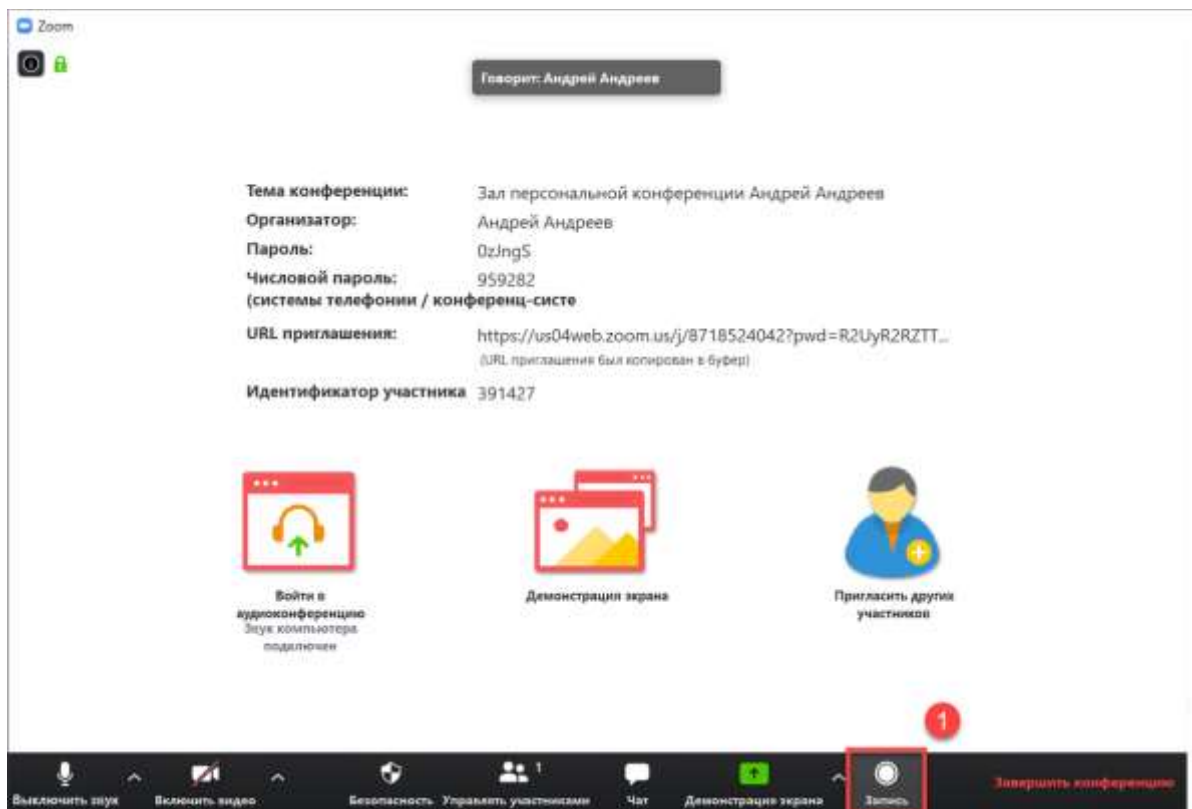 Zoom
Говорит: Андрей Андреев
Тема конференции: Зал персональной конференции Андрей Андреев
Организатор: Андрей Андреев
Пароль: 0zJngS
Числовой пароль: 959282
(системы телефонии / конференц-систе
URL приглашения: https://us04web.zoom.us/j/8718524042?pwd=R2UyR2RZTT...
(URL приглашения был копирован в буфер)
Идентификатор участника 391427
Войти в
аудиоконференцию
Звук компьютера
подключен
Демонстрация экрана
Пригласить других
участников
1
1
Выключить звук Включить видео Безопасность Управлять участниками Чат Демонстрация экрана Запись Завершить конференцию